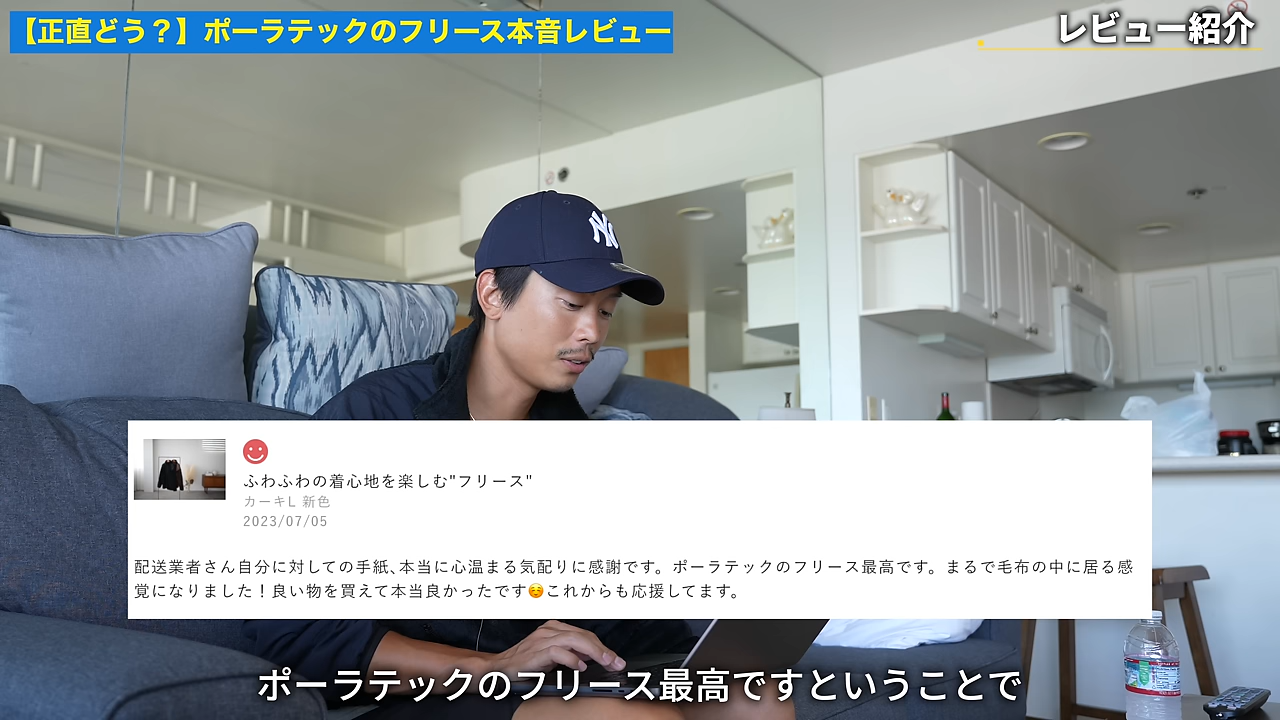 【正直どう？】ポーラテックのフリース本音レビュー
レビュー紹介
NY
ふわふわの着心地を楽しむ"フリース"
カーキL 新色
2023/07/05
配送業者さん自分に対しての手紙、本当に心温まる気配りに感謝です。ポーラテックのフリース最高です。まるで毛布の中に居る感
覚になりました！良い物を買えて本当良かったです☺️これからも応援してます。
ポーラテックのフリース最高ですということで